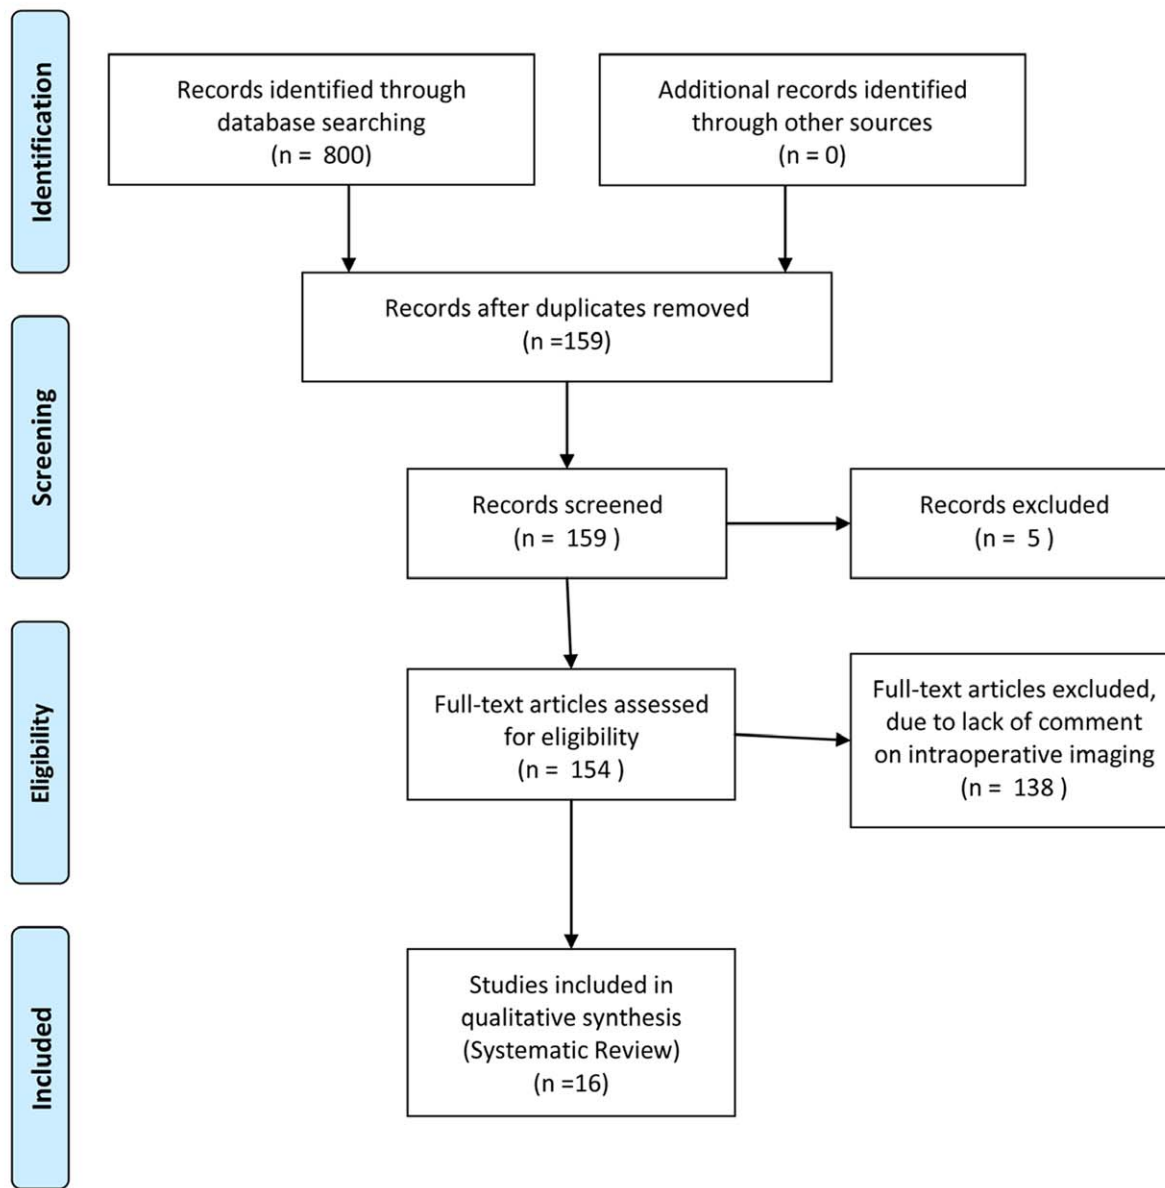 Identification
Records identified through
database searching
(n = 800)
Additional records identified
through other sources
(n = 0)
Records after duplicates removed
(n =159)
Screening
Records screened
(n = 159 )
Records excluded
(n = 5 )
Eligibility
Full-text articles assessed
for eligibility
(n = 154 )
Full-text articles excluded,
due to lack of comment
on intraoperative imaging
(n = 138 )
Included
Studies included in
qualitative synthesis
(Systematic Review)
(n =16)